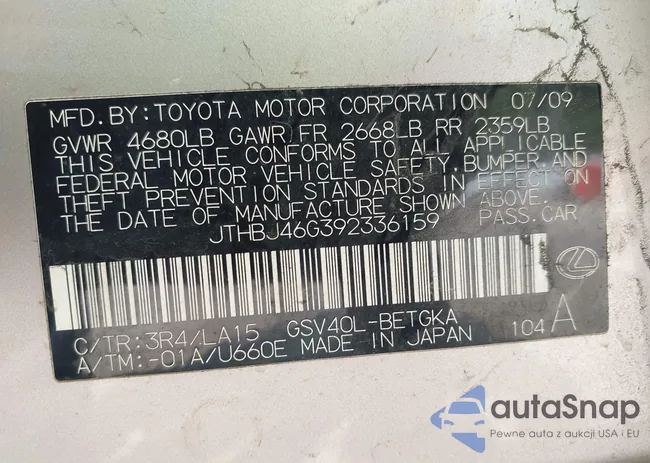 MFD.BY:TOYOTA MOTOR CORPORATION 07/09
GVWR 4680LB GAWR FR 2668LB RR 2359LB
THIS VEHICLE CONFORMS TO ALL APPLICABLE
FEDERAL MOTOR VEHICLE SAFETY,BUMPER,AND
THEFT PREVENTION STANDARDS IN EFFECT ON
THE DATE OF MANUFACTURE SHOWN ABOVE.
JTHBJ46G392336159 PASS.CAR
C/TR:3R4/LA15 GSV40L-BETGKA
A/TM:-01A/U660E MADE IN JAPAN 104 A
autaSnap
Pewne auta z aukcji USA i EU